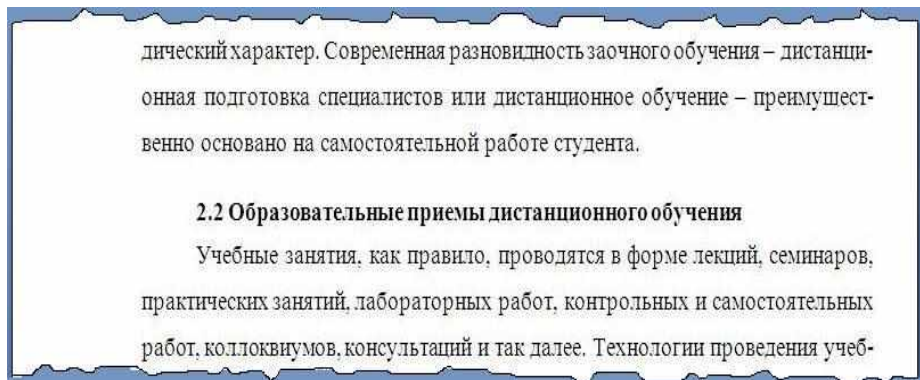 дический характер. Современная разновидность заочного обучения – дистанци-
онная подготовка специалистов или дистанционное обучение – преимущест-
венно основано на самостоятельной работе студента.
2.2 Образовательные приемы дистанционного обучения
Учебные занятия, как правило, проводятся в форме лекций, семинаров,
практических занятий, лабораторных работ, контрольных и самостоятельных
работ, коллоквиумов, консультаций и так далее. Технологии проведения учеб-